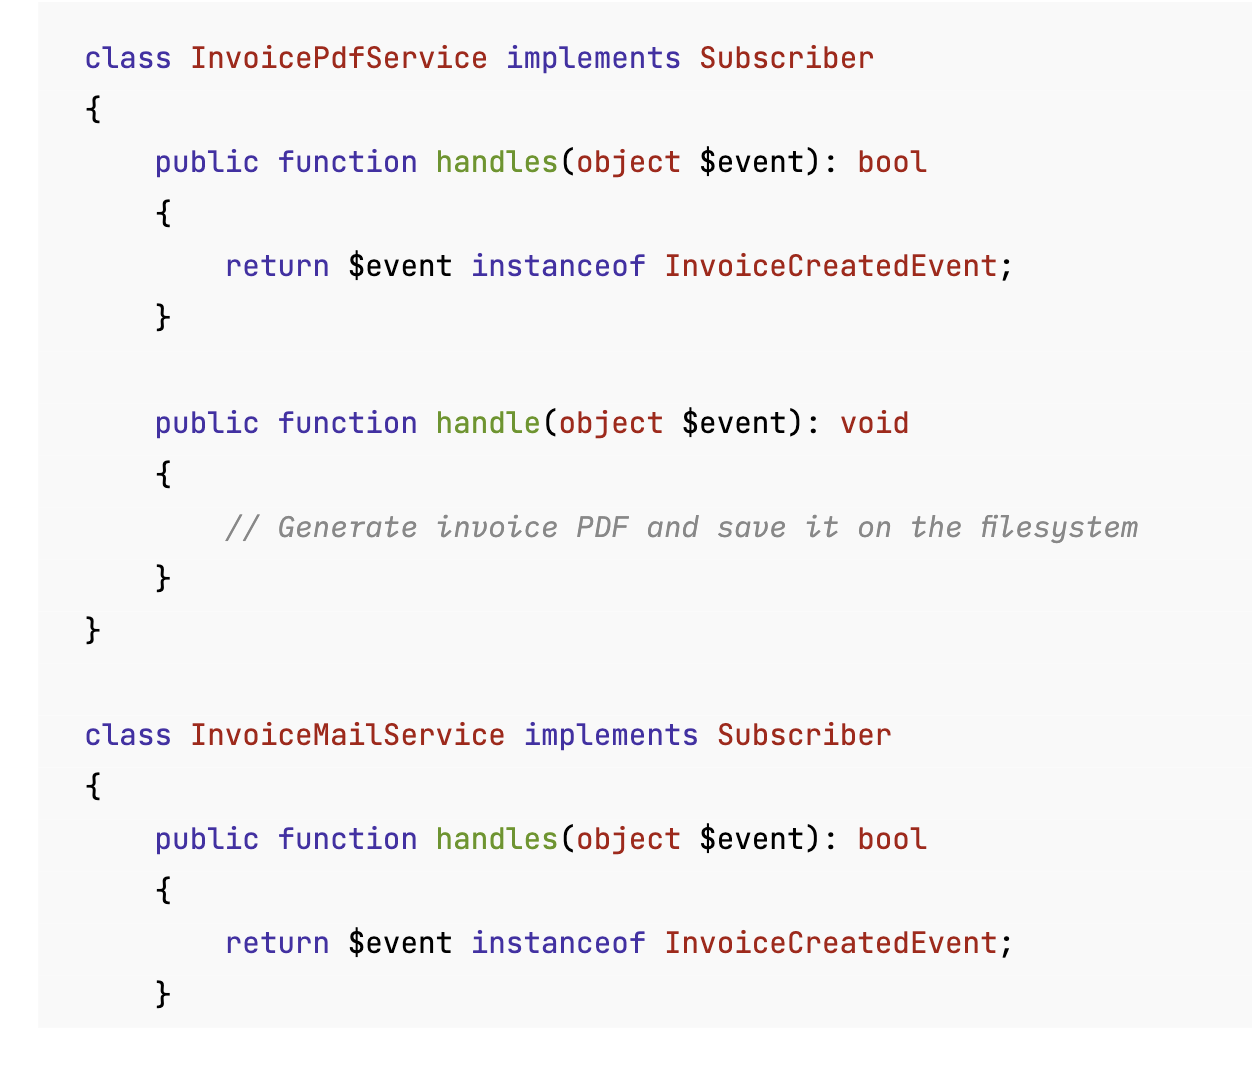 class InvoicePdfService implements Subscriber
{
    public function handles(object $event): bool
    {
        return $event instanceof InvoiceCreatedEvent;
    }

    public function handle(object $event): void
    {
        // Generate invoice PDF and save it on the filesystem
    }
}

class InvoiceMailService implements Subscriber
{
    public function handles(object $event): bool
    {
        return $event instanceof InvoiceCreatedEvent;
    }